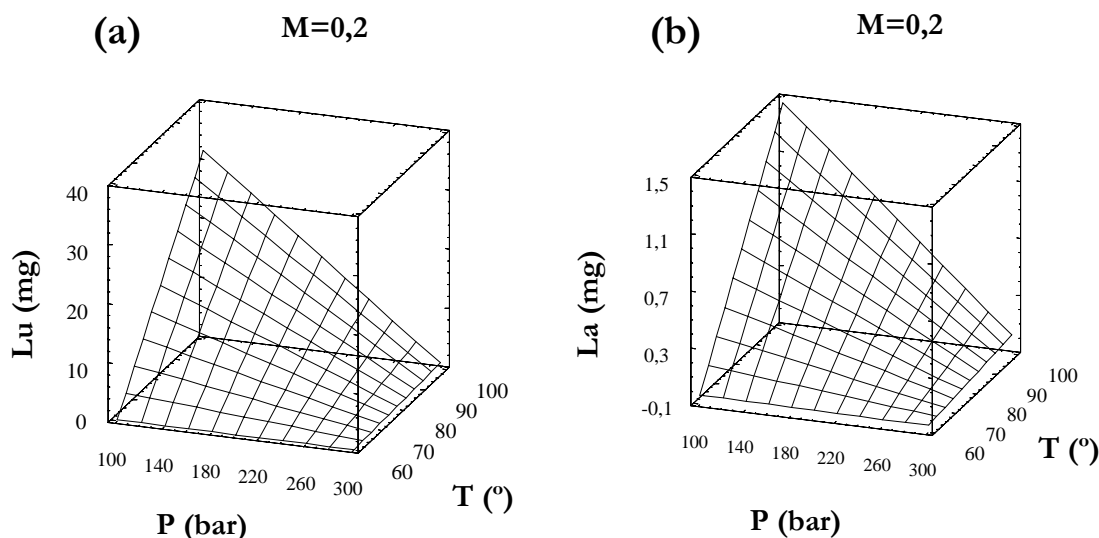 (a) M=0,2
Lu (mg)
40
30
20
10
0
100 140 180 220 260 300
P (bar)
60 70 80 90 100
T (º)
(b) M=0,2
La (mg)
1,5
1,1
0,7
0,3
-0,1
100 140 180 220 260 300
P (bar)
60 70 80 90 100
T (º)